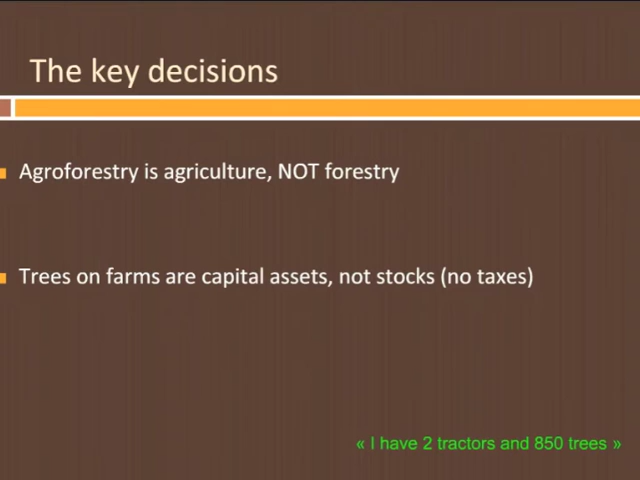 The key decisions
Agroforestry is agriculture, NOT forestry
Trees on farms are capital assets, not stocks (no taxes)
« I have 2 tractors and 850 trees »